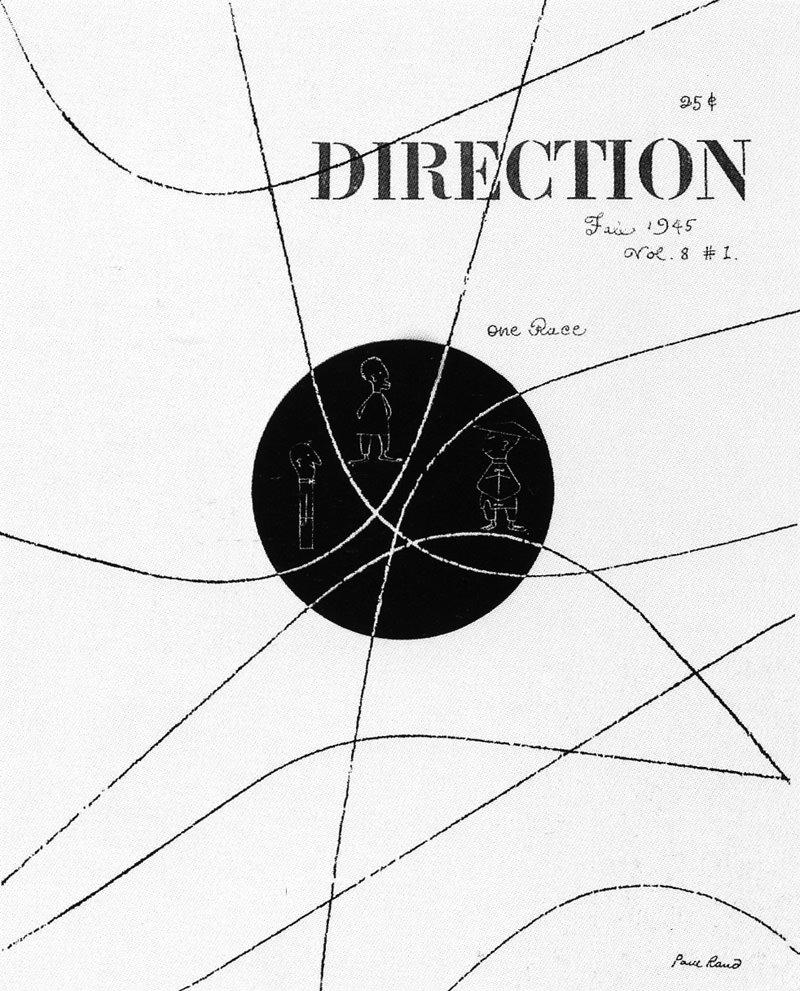 25¢
DIRECTION
Fall 1945
Vol. 8 # 1.
One Race
Paul Rand